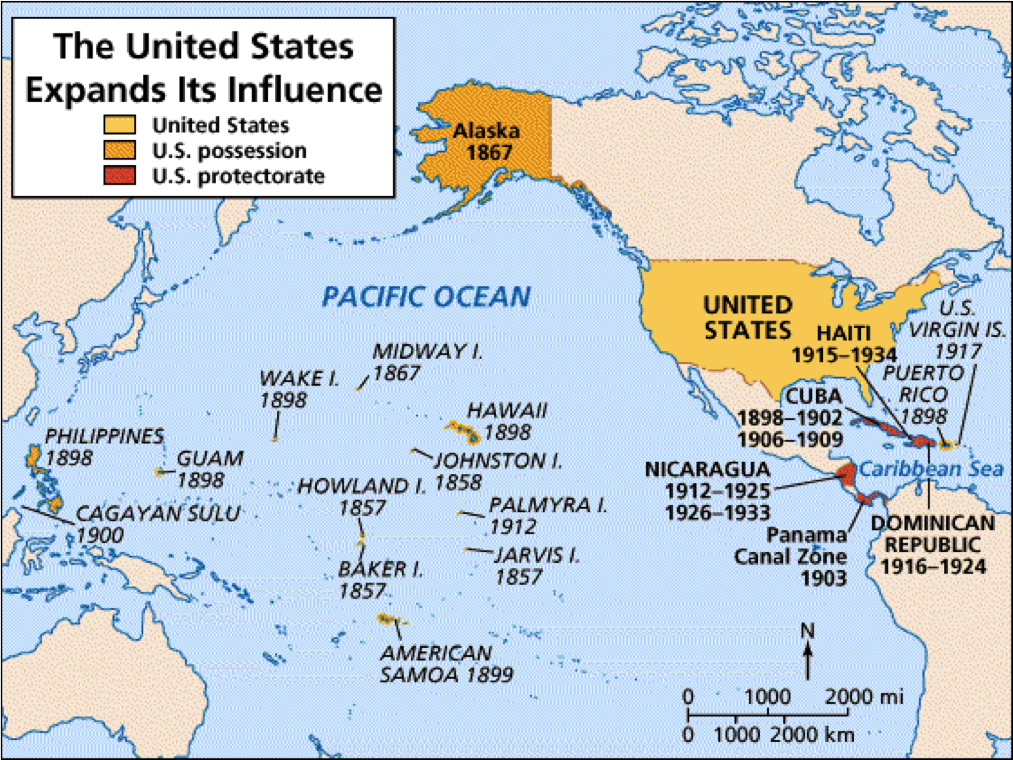 The United States
Expands Its Influence
United States
U.S. possession
U.S. protectorate
Alaska
1867
PACIFIC OCEAN
UNITED
STATES
HAITI
1915–1934
U.S.
VIRGIN IS.
1917
MIDWAY I.
1867
WAKE I.
1898
PUERTO
RICO
1898
CUBA
1898–1902
1906–1909
HAWAII
1898
PHILIPPINES
1898
GUAM
1898
JOHNSTON I.
1858
NICARAGUA
1912–1925
1926–1933
Caribbean Sea
HOWLAND I.
1857
PALMYRA I.
1912
CAGAYAN SULU
1900
Panama
Canal Zone
1903
DOMINICAN
REPUBLIC
1916–1924
JARVIS I.
1857
BAKER I.
1857
AMERICAN
SAMOA 1899
N
0 1000 2000 mi
0 1000 2000 km